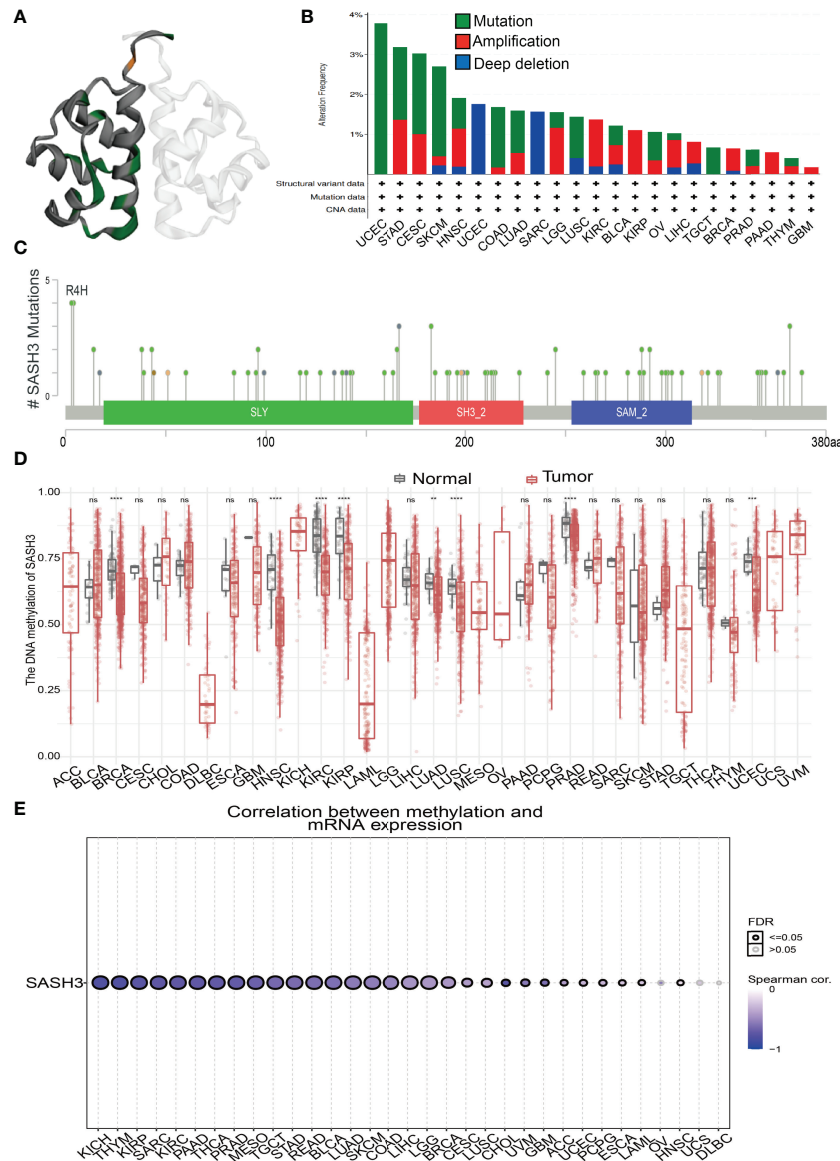 A
B
4%
3%
2%
1%
Alteration Frequency
Mutation
Amplification
Deep deletion
Structural variant data
Mutation data
CNA data
UCEC STAD CESC SKCM HNSC UCEC COAD LUAD SARC LGG LUSC KIRC BLCA KIRP OV LIHC TGCT BRCA PRAD PAAD THYM GBM
C
# SASH3 Mutations
5
0
R4H
SLY SH3_2 SAM_2
0 100 200 300 380aa
D
Normal Tumor
The DNA methylation of SASH3
1.00
0.75
0.50
0.25
0.00
ns **** ns ns ns ns ns **** **** **** ns ** **** ns ns **** ns ns ns ns ns ns ***
ACC BLCA BRCA CESC CHOL COAD DLBC ESCA GBM HNSC KICH KIRC KIRP LAML LGG LIHC LUAD LUSC MESO OV PAAD PCPG PRAD READ SARC SKCM STAD TGCT THCA THYM UCEC UCS UVM
E
Correlation between methylation and
mRNA expression
SASH3
FDR
<=0.05
>0.05
Spearman cor.
0
−1
KICH THYM KIRP SARC KIRC PAAD THCA PRAD MESO TGCT STAD READ BLCA LUAD SKCM COAD LIHC LGG BRCA CESC LUSC CHOL UVM GBM ACC UCEC PCPG ESCA LAML OV HNSC UCS DLBC